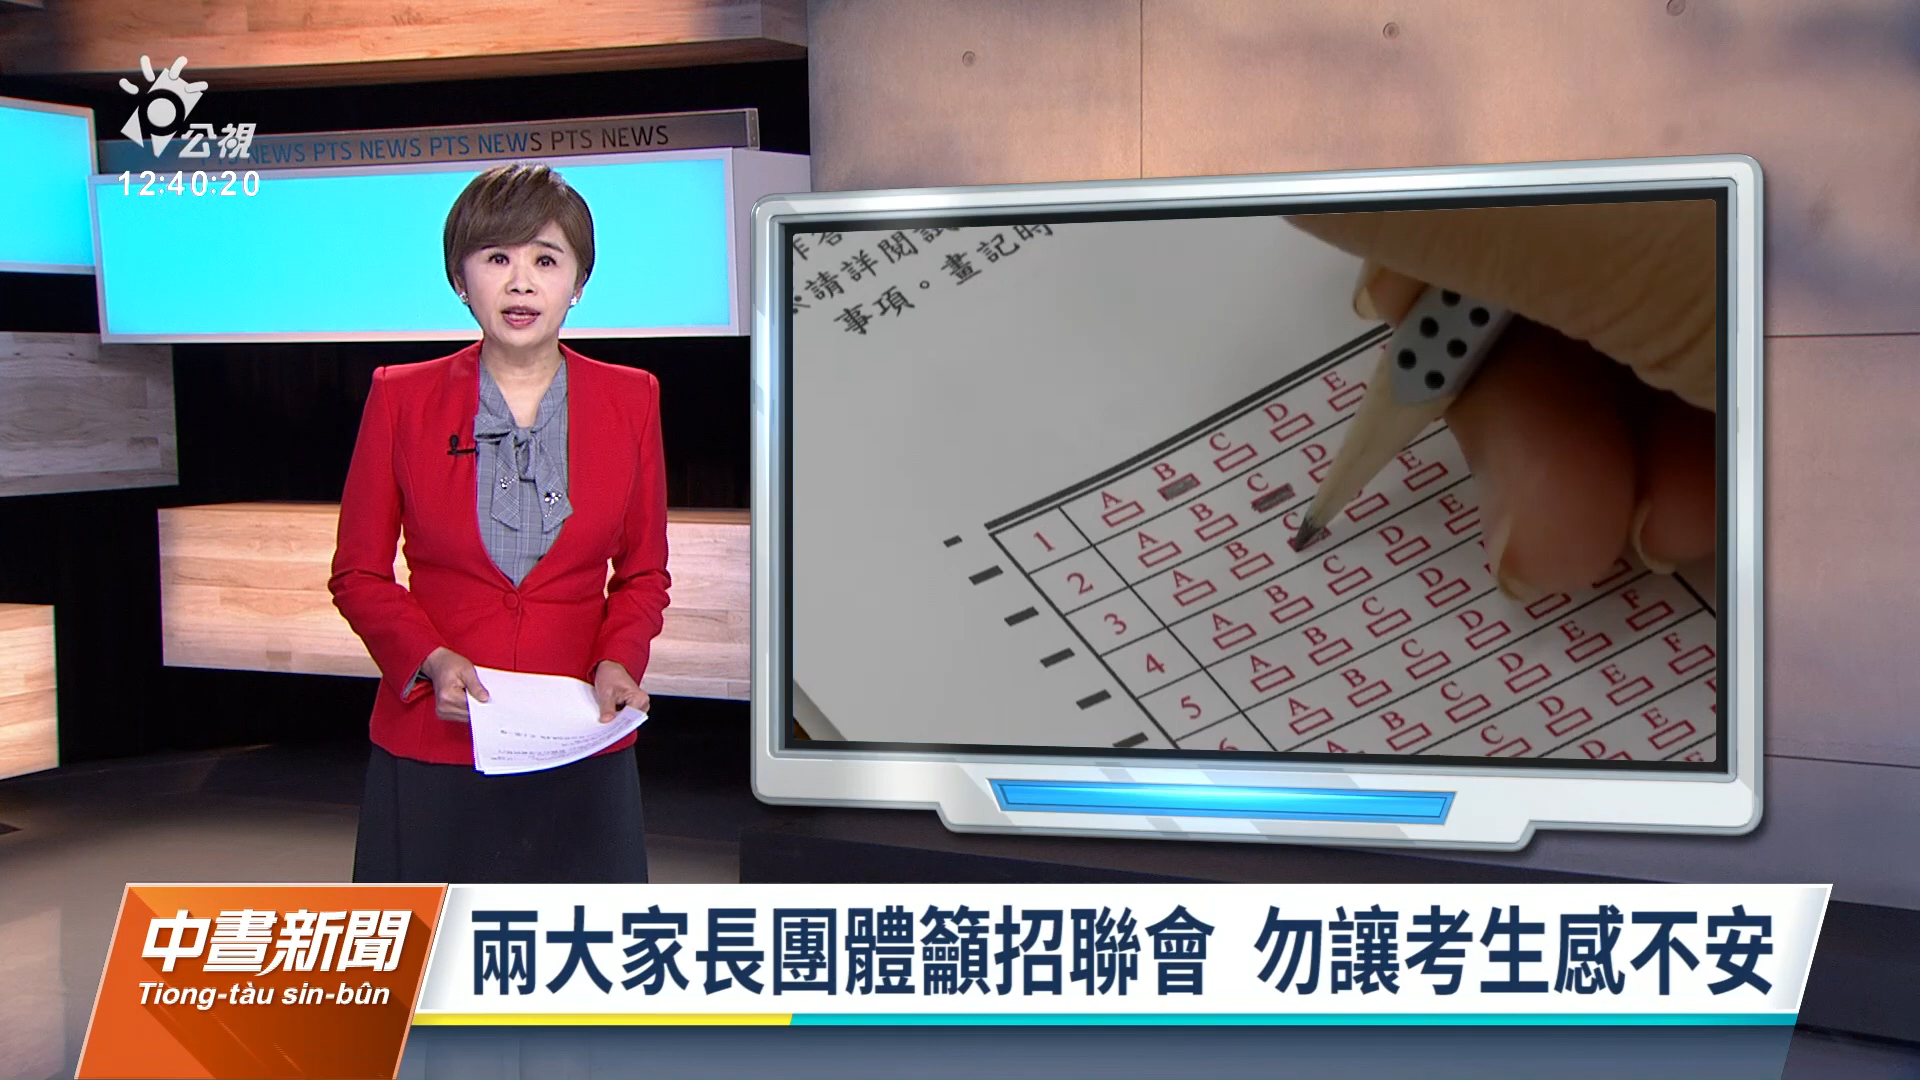 公視
PTS NEWS PTS NEWS PTS NEWS PTS NEWS
12:40:20
請詳閱試
事項。畫記時
A B C D E
1 A B C D E
2 A B C
3 A B C D E
4 A B C D E F
5 A B C D E F
A B C D E
中晝新聞
Tiong-tàu sin-bûn
兩大家長團體籲招聯會 勿讓考生感不安